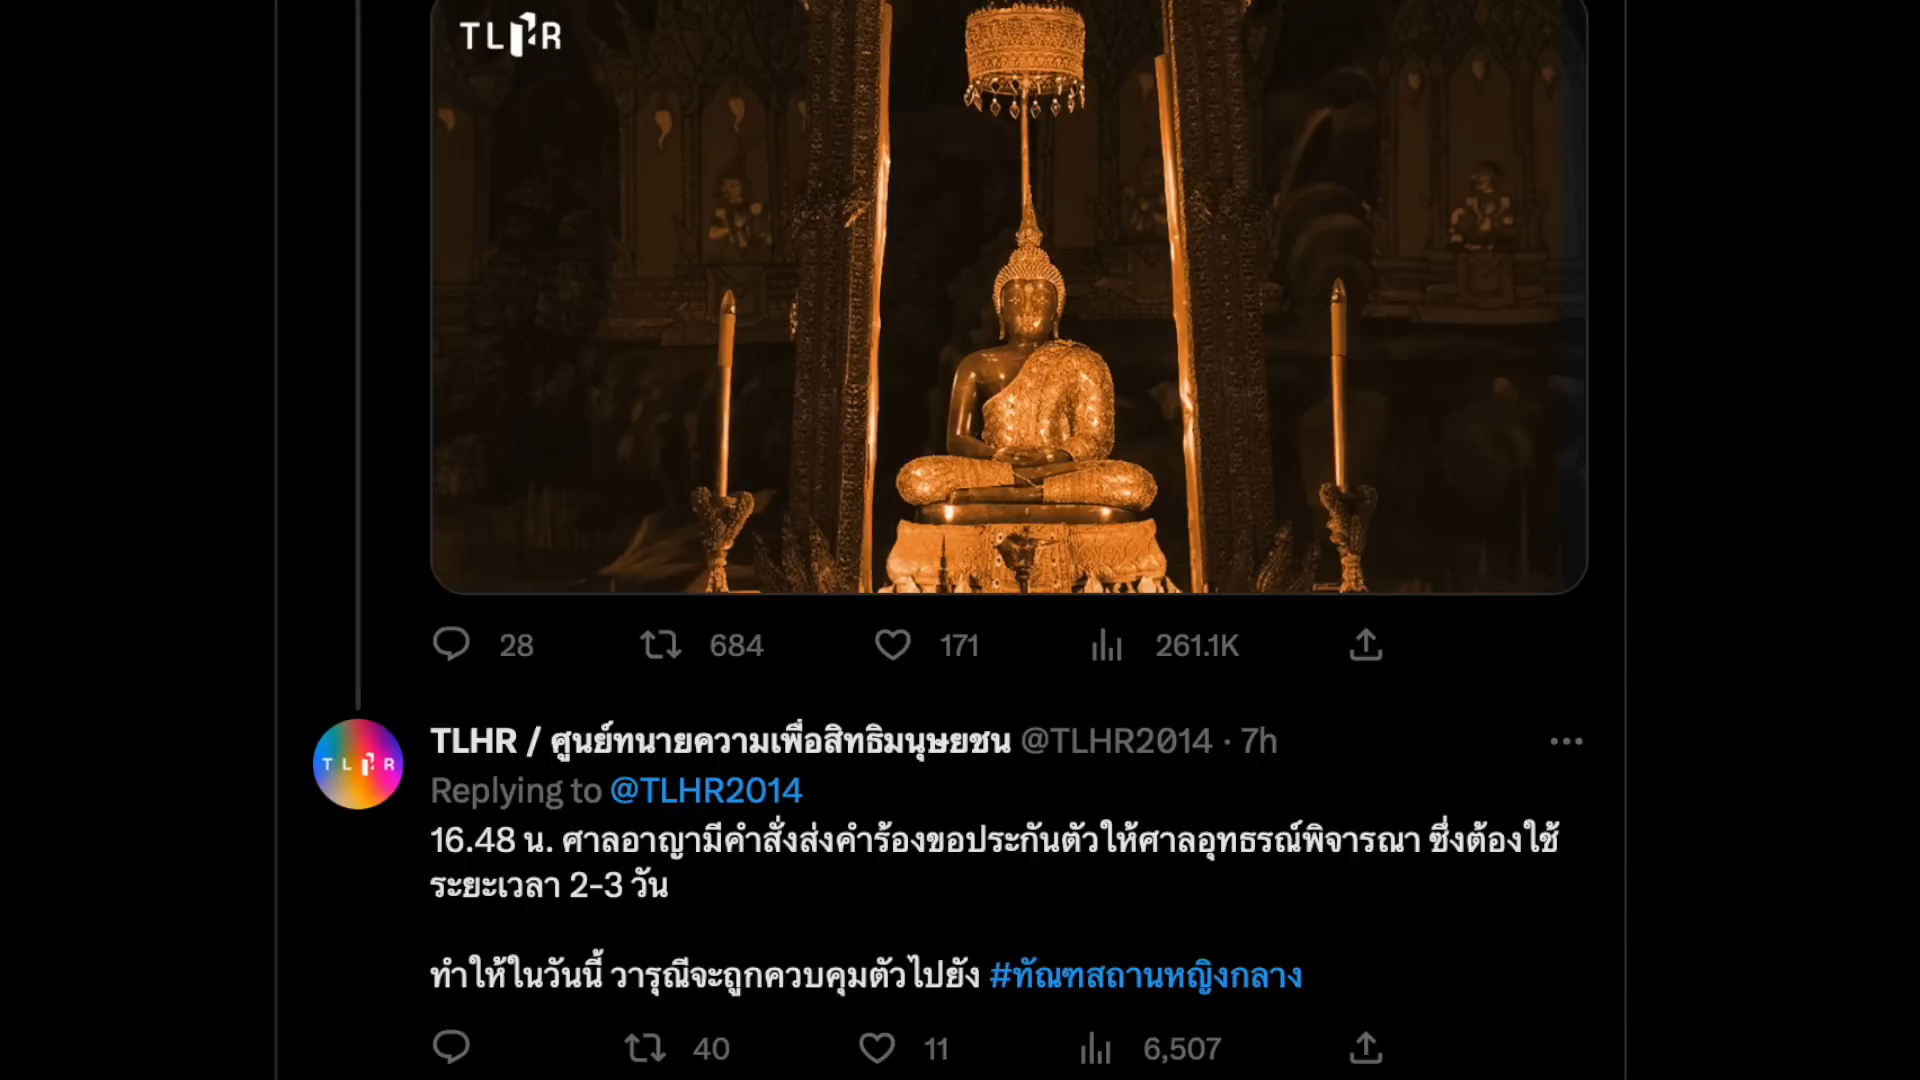 TLHR
28 684 171 261.1K
TLHR / ศูนย์ทนายความเพื่อสิทธิมนุษยชน @TLHR2014 · 7h
TLHR
Replying to @TLHR2014
16.48 น. ศาลอาญามีคำสั่งส่งคำร้องขอประกันตัวให้ศาลอุทธรณ์พิจารณา ซึ่งต้องใช้
ระยะเวลา 2-3 วัน
ทำให้ในวันนี้ วารุณีจะถูกควบคุมตัวไปยัง #ทัณฑสถานหญิงกลาง
40 11 6,507